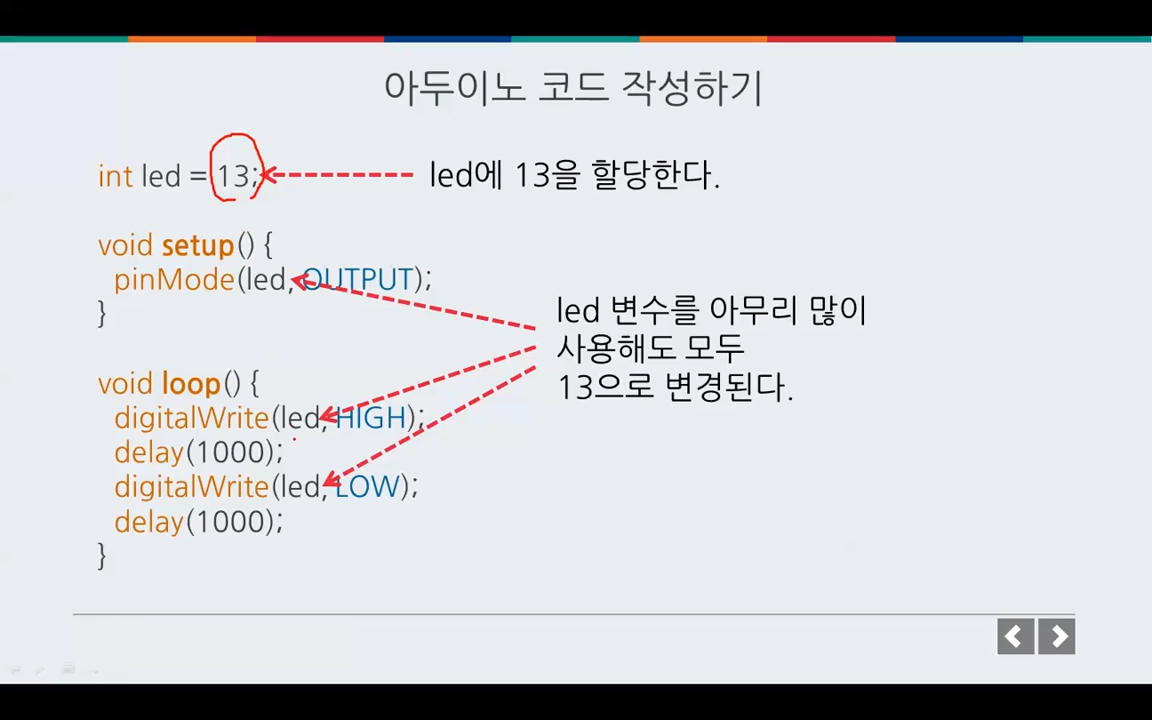 아두이노 코드 작성하기
int led = 13;
led에 13을 할당한다.
void setup() {
pinMode(led, OUTPUT);
}
led 변수를 아무리 많이
사용해도 모두
13으로 변경된다.
void loop() {
digitalWrite(led, HIGH);
delay(1000);
digitalWrite(led, LOW);
delay(1000);
}